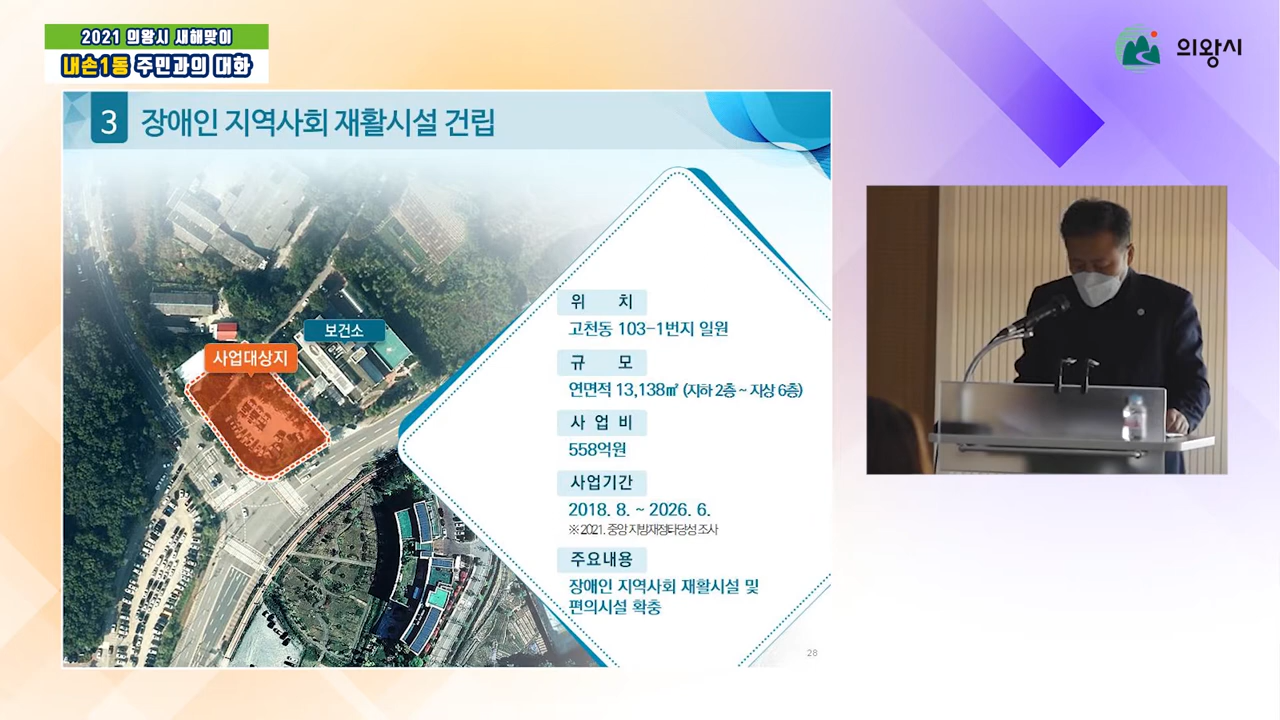 2021 의왕시 새해맞이
내손1동 주민과의 대화
의왕시
3 장애인 지역사회 재활시설 건립
보건소
사업대상지
위 치
고천동 103-1번지 일원
규 모
연면적 13,138㎡ (지하 2층 ~ 지상 6층)
사 업 비
558억원
사업기간
2018. 8. ~ 2026. 6.
※ 2021. 중앙 지방재정타당성 조사
주요내용
장애인 지역사회 재활시설 및
편의시설 확충
28